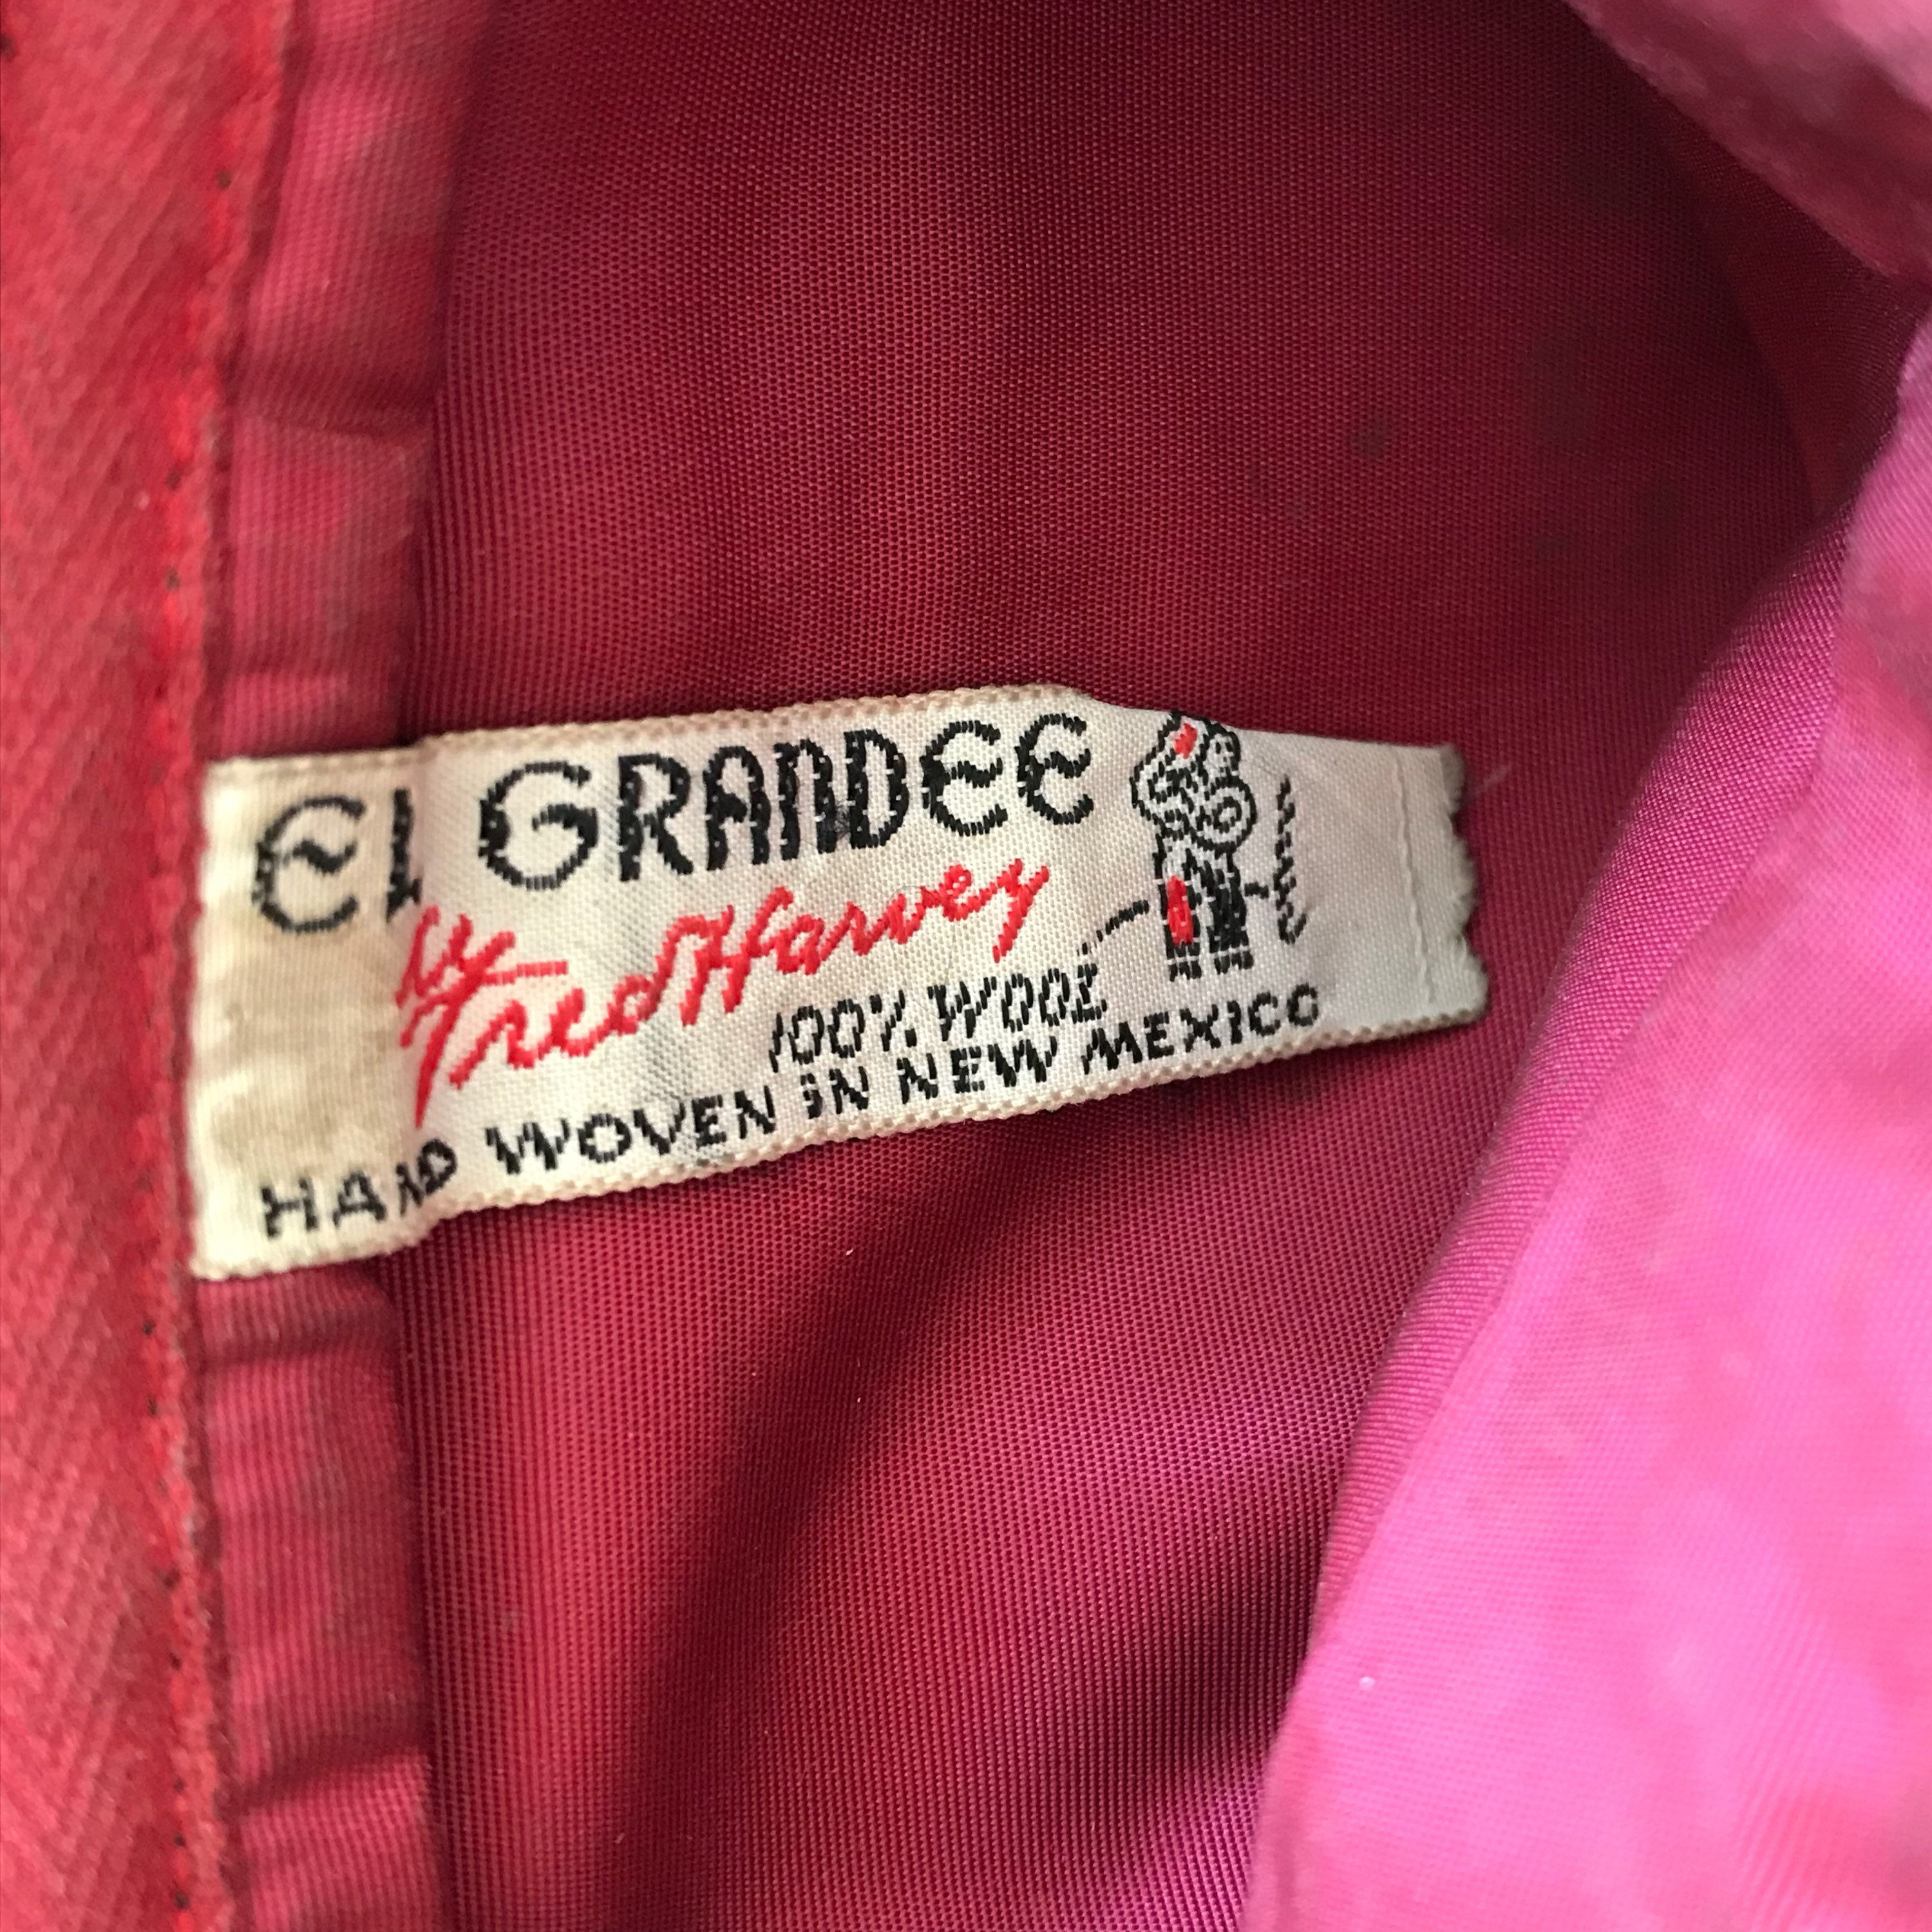 El GRANDEE
by
Fred Harvey
100% WOOL
HAND WOVEN iN NEW MEXICO